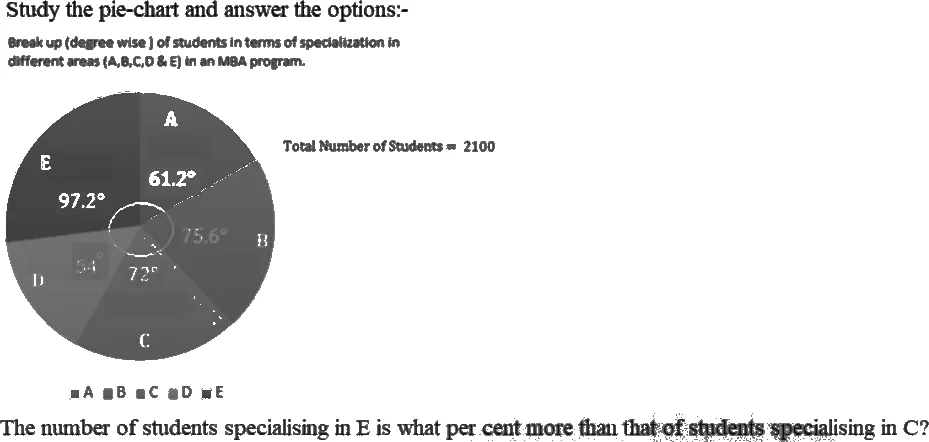 Study the pie-chart and answer the options:-
Break up (degree wise ) of students in terms of specialization in
different areas (A,B,C,D & E) in an MBA program.
A
Total Number of Students = 2100
E
61.2°
97.2°
75.6°
B
54°
72°
D
C
A B C D E
The number of students specialising in E is what per cent more than that of students specialising in C?